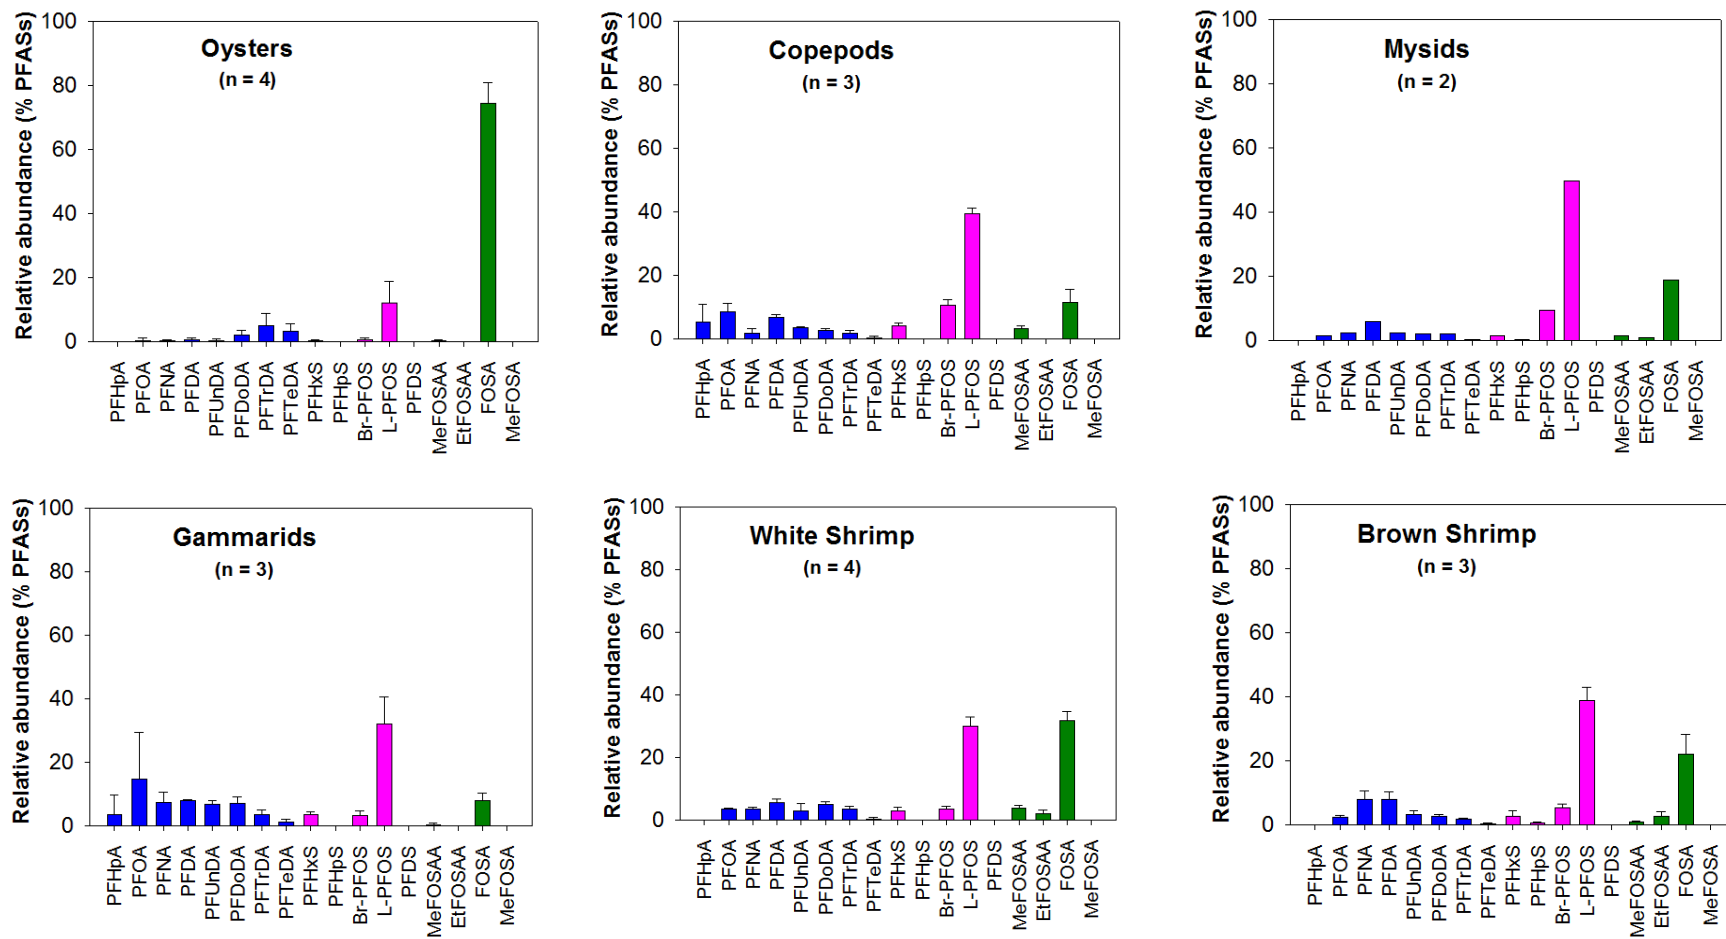 Relative abundance (% PFASs)
100
80
60
40
20
0
Oysters
(n = 4)
PFHpA
PFOA
PFNA
PFDA
PFUnDA
PFDoDA
PFTrDA
PFTeDA
PFHxS
PFHpS
Br-PFOS
L-PFOS
PFDS
MeFOSAA
EtFOSAA
FOSA
MeFOSA
Relative abundance (% PFASs)
100
80
60
40
20
0
Copepods
(n = 3)
PFHpA
PFOA
PFNA
PFDA
PFUnDA
PFDoDA
PFTrDA
PFTeDA
PFHxS
PFHpS
Br-PFOS
L-PFOS
PFDS
MeFOSAA
EtFOSAA
FOSA
MeFOSA
Relative abundance (% PFASs)
100
80
60
40
20
0
Mysids
(n = 2)
PFHpA
PFOA
PFNA
PFDA
PFUnDA
PFDoDA
PFTrDA
PFTeDA
PFHxS
PFHpS
Br-PFOS
L-PFOS
PFDS
MeFOSAA
EtFOSAA
FOSA
MeFOSA
Relative abundance (% PFASs)
100
80
60
40
20
0
Gammarids
(n = 3)
PFHpA
PFOA
PFNA
PFDA
PFUnDA
PFDoDA
PFTrDA
PFTeDA
PFHxS
PFHpS
Br-PFOS
L-PFOS
PFDS
MeFOSAA
EtFOSAA
FOSA
MeFOSA
Relative abundance (% PFASs)
100
80
60
40
20
0
White Shrimp
(n = 4)
PFHpA
PFOA
PFNA
PFDA
PFUnDA
PFDoDA
PFTrDA
PFTeDA
PFHxS
PFHpS
Br-PFOS
L-PFOS
PFDS
MeFOSAA
EtFOSAA
FOSA
MeFOSA
Relative abundance (% PFASs)
100
80
60
40
20
0
Brown Shrimp
(n = 3)
PFHpA
PFOA
PFNA
PFDA
PFUnDA
PFDoDA
PFTrDA
PFTeDA
PFHxS
PFHpS
Br-PFOS
L-PFOS
PFDS
MeFOSAA
EtFOSAA
FOSA
MeFOSA